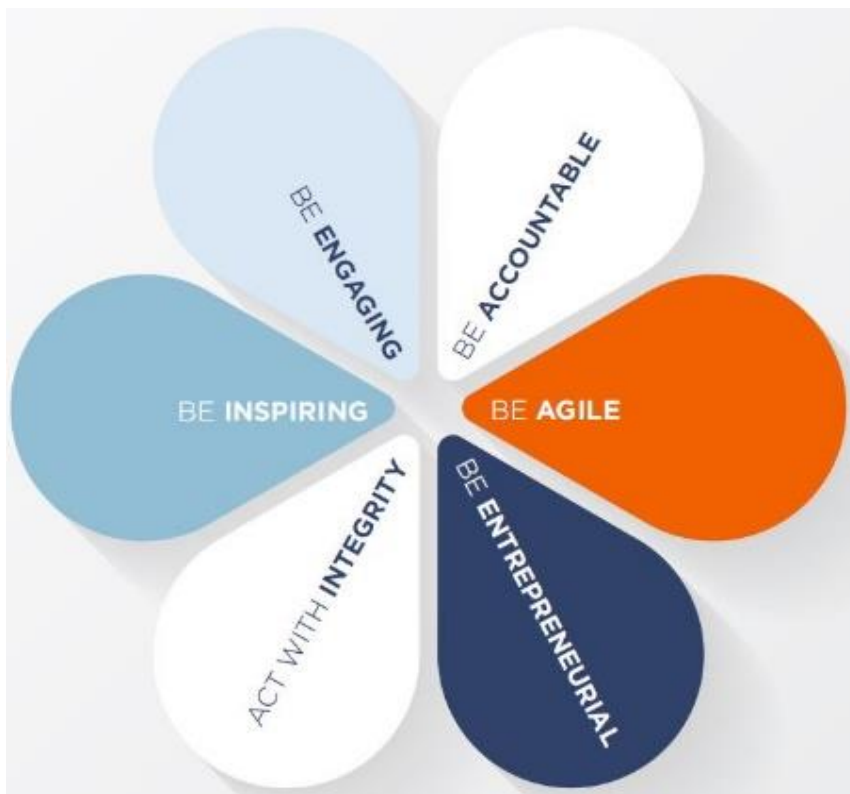 BE ENGAGING
BE ACCOUNTABLE
BE INSPIRING
BE AGILE
ACT WITH INTEGRITY
BE ENTREPRENEURIAL